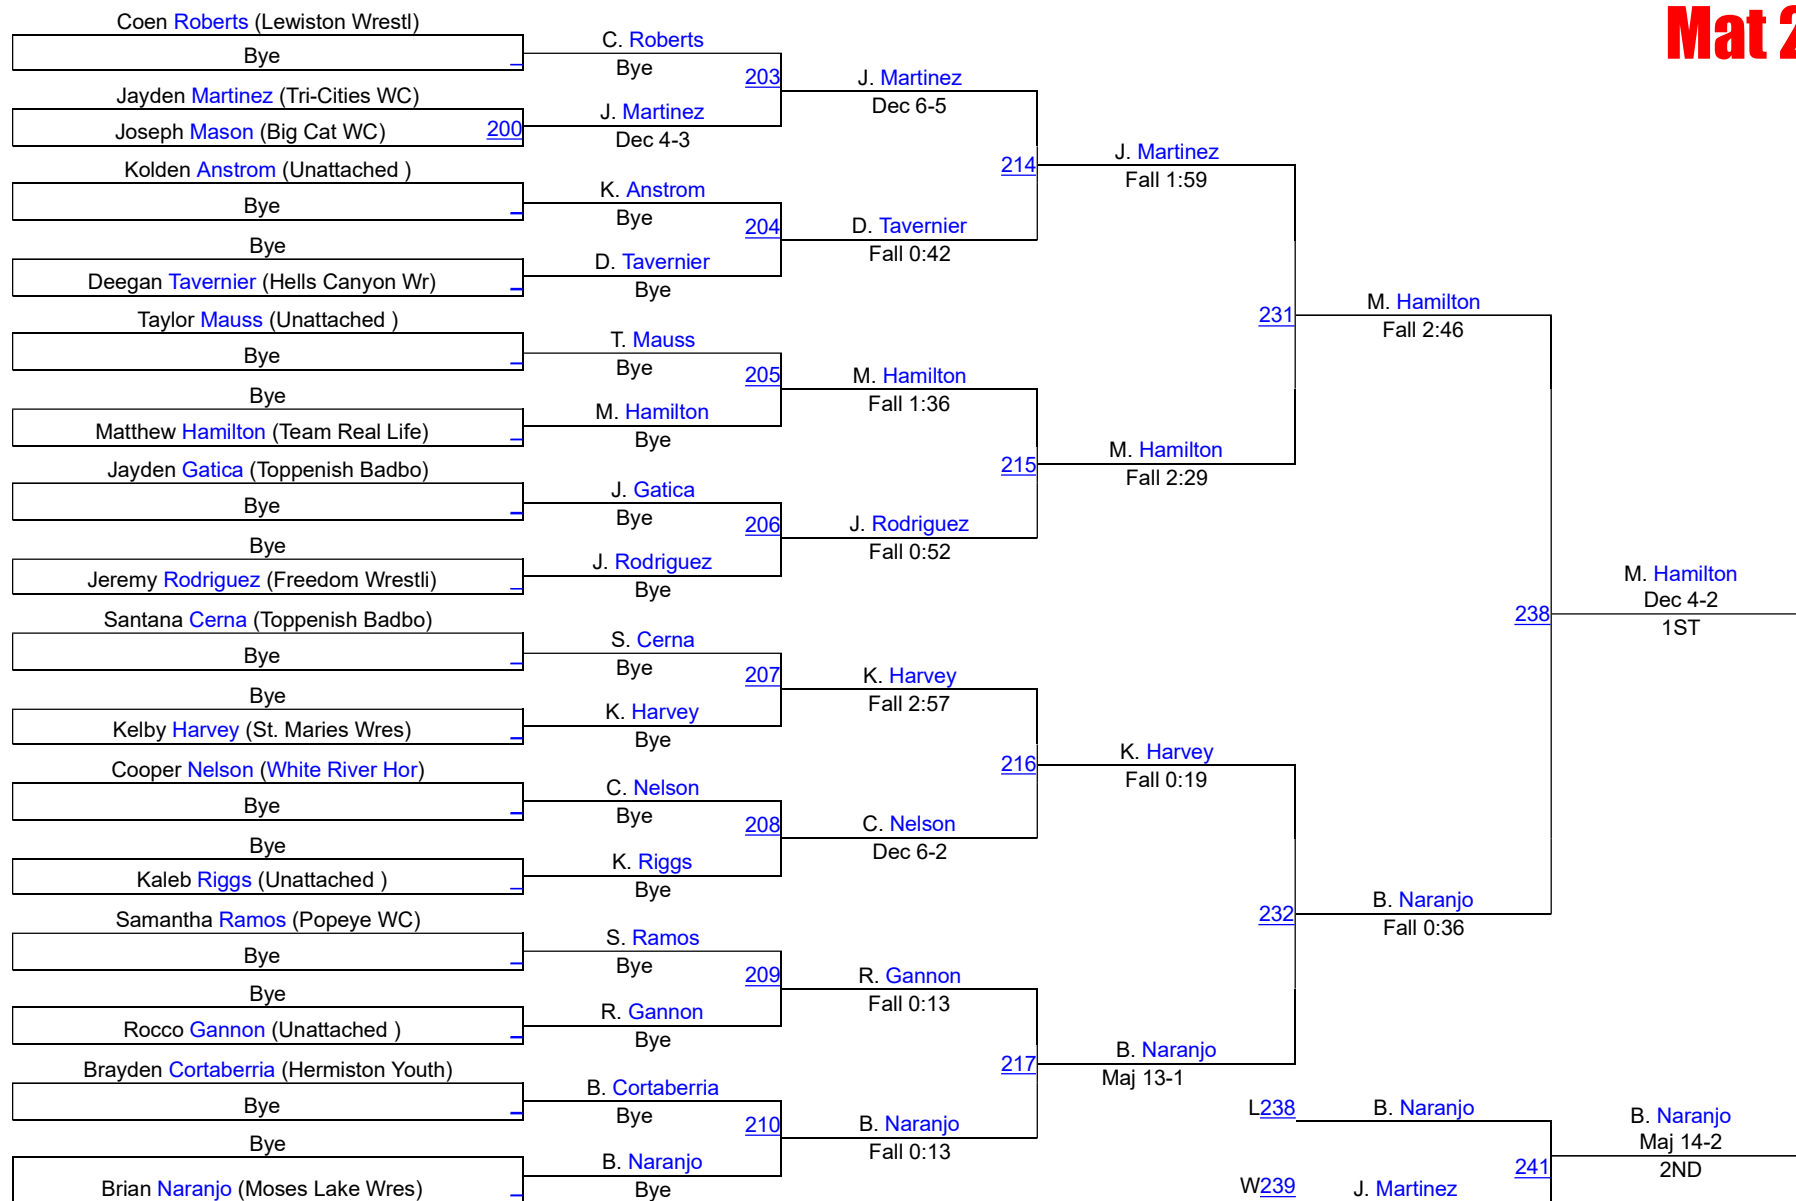 Mat 2
Coen Roberts (Lewiston Wrestl)
Bye
C. Roberts
Bye
203
Jayden Martinez (Tri-Cities WC)
Joseph Mason (Big Cat WC)
200
J. Martinez
Dec 4-3
J. Martinez
Dec 6-5
Kolden Anstrom (Unattached )
Bye
K. Anstrom
Bye
204
Bye
Deegan Tavernier (Hells Canyon Wr)
D. Tavernier
Bye
D. Tavernier
Fall 0:42
214
J. Martinez
Fall 1:59
Taylor Mauss (Unattached )
Bye
T. Mauss
Bye
205
Bye
Matthew Hamilton (Team Real Life)
M. Hamilton
Bye
M. Hamilton
Fall 1:36
Jayden Gatica (Toppenish Badbo)
Bye
J. Gatica
Bye
206
Bye
Jeremy Rodriguez (Freedom Wrestli)
J. Rodriguez
Bye
J. Rodriguez
Fall 0:52
215
M. Hamilton
Fall 2:29
231
M. Hamilton
Fall 2:46
Santana Cerna (Toppenish Badbo)
Bye
S. Cerna
Bye
207
Bye
Kelby Harvey (St. Maries Wres)
K. Harvey
Bye
K. Harvey
Fall 2:57
Cooper Nelson (White River Hor)
Bye
C. Nelson
Bye
208
Bye
Kaleb Riggs (Unattached )
K. Riggs
Bye
C. Nelson
Dec 6-2
216
K. Harvey
Fall 0:19
Samantha Ramos (Popeye WC)
Bye
S. Ramos
Bye
209
Bye
Rocco Gannon (Unattached )
R. Gannon
Bye
R. Gannon
Fall 0:13
Brayden Cortaberria (Hermiston Youth)
Bye
B. Cortaberria
Bye
210
Bye
Brian Naranjo (Moses Lake Wres)
B. Naranjo
Bye
B. Naranjo
Fall 0:13
217
B. Naranjo
Maj 13-1
232
B. Naranjo
Fall 0:36
238
M. Hamilton
Dec 4-2
1ST
L238
B. Naranjo
W239
J. Martinez
241
B. Naranjo
Maj 14-2
2ND